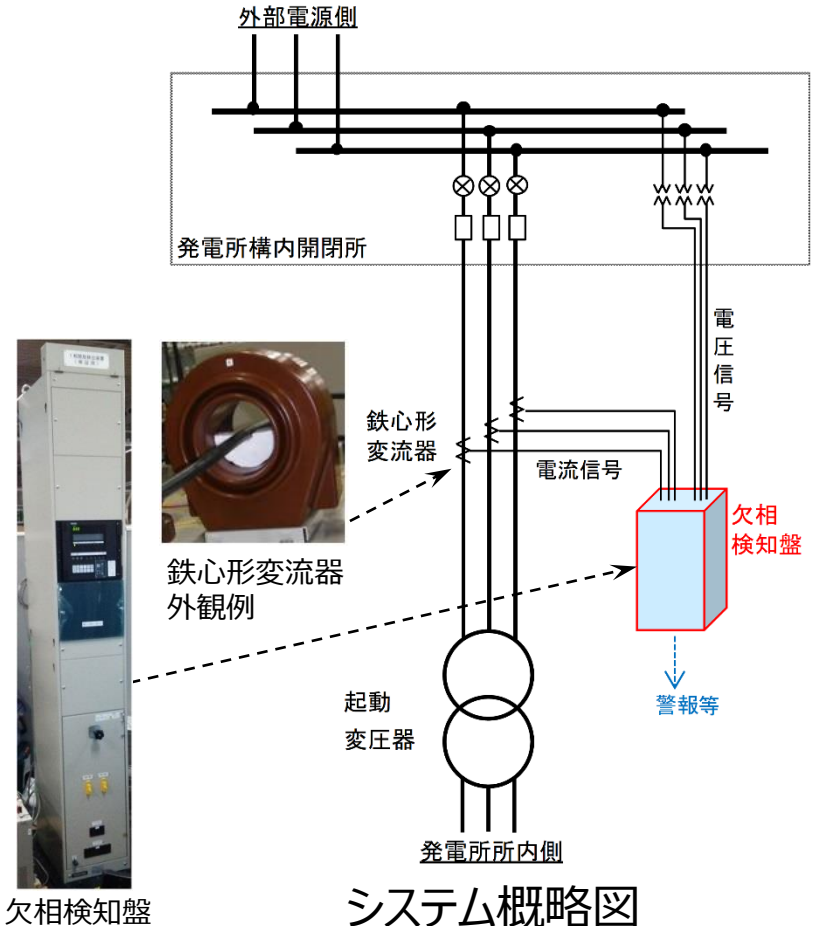 外部電源側
発電所構内開閉所
電圧信号
鉄心形
変流器
電流信号
欠相
検知盤
鉄心形変流器
外観例
起動
変圧器
警報等
発電所所内側
欠相検知盤
システム概略図